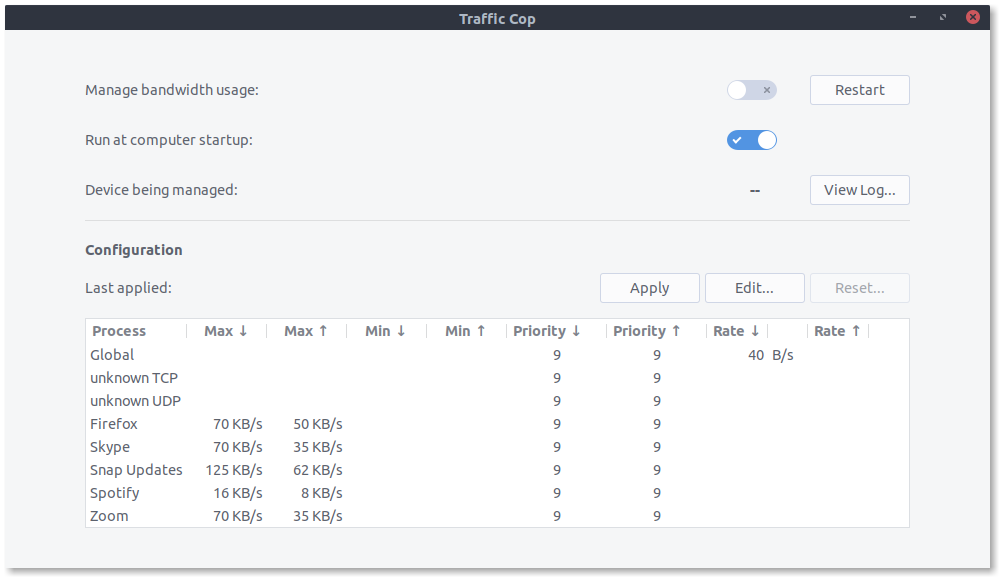 Traffic Cop
Manage bandwidth usage: Restart
Run at computer startup:
Device being managed: -- View Log...
Configuration
Last applied: Apply Edit... Reset...
Process Max ↓ Max ↑ Min ↓ Min ↑ Priority ↓ Priority ↑ Rate ↓ Rate ↑
Global 9 9 40 B/s
unknown TCP 9 9
unknown UDP 9 9
Firefox 70 KB/s 50 KB/s 9 9
Skype 70 KB/s 35 KB/s 9 9
Snap Updates 125 KB/s 62 KB/s 9 9
Spotify 16 KB/s 8 KB/s 9 9
Zoom 70 KB/s 35 KB/s 9 9